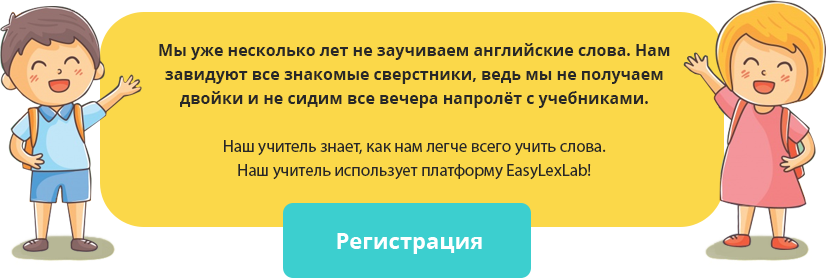 Мы уже несколько лет не заучиваем английские слова. Нам
завидуют все знакомые сверстники, ведь мы не получаем
двойки и не сидим все вечера напролёт с учебниками.
Наш учитель знает, как нам легче всего учить слова.
Наш учитель использует платформу EasyLexLab!
Регистрация